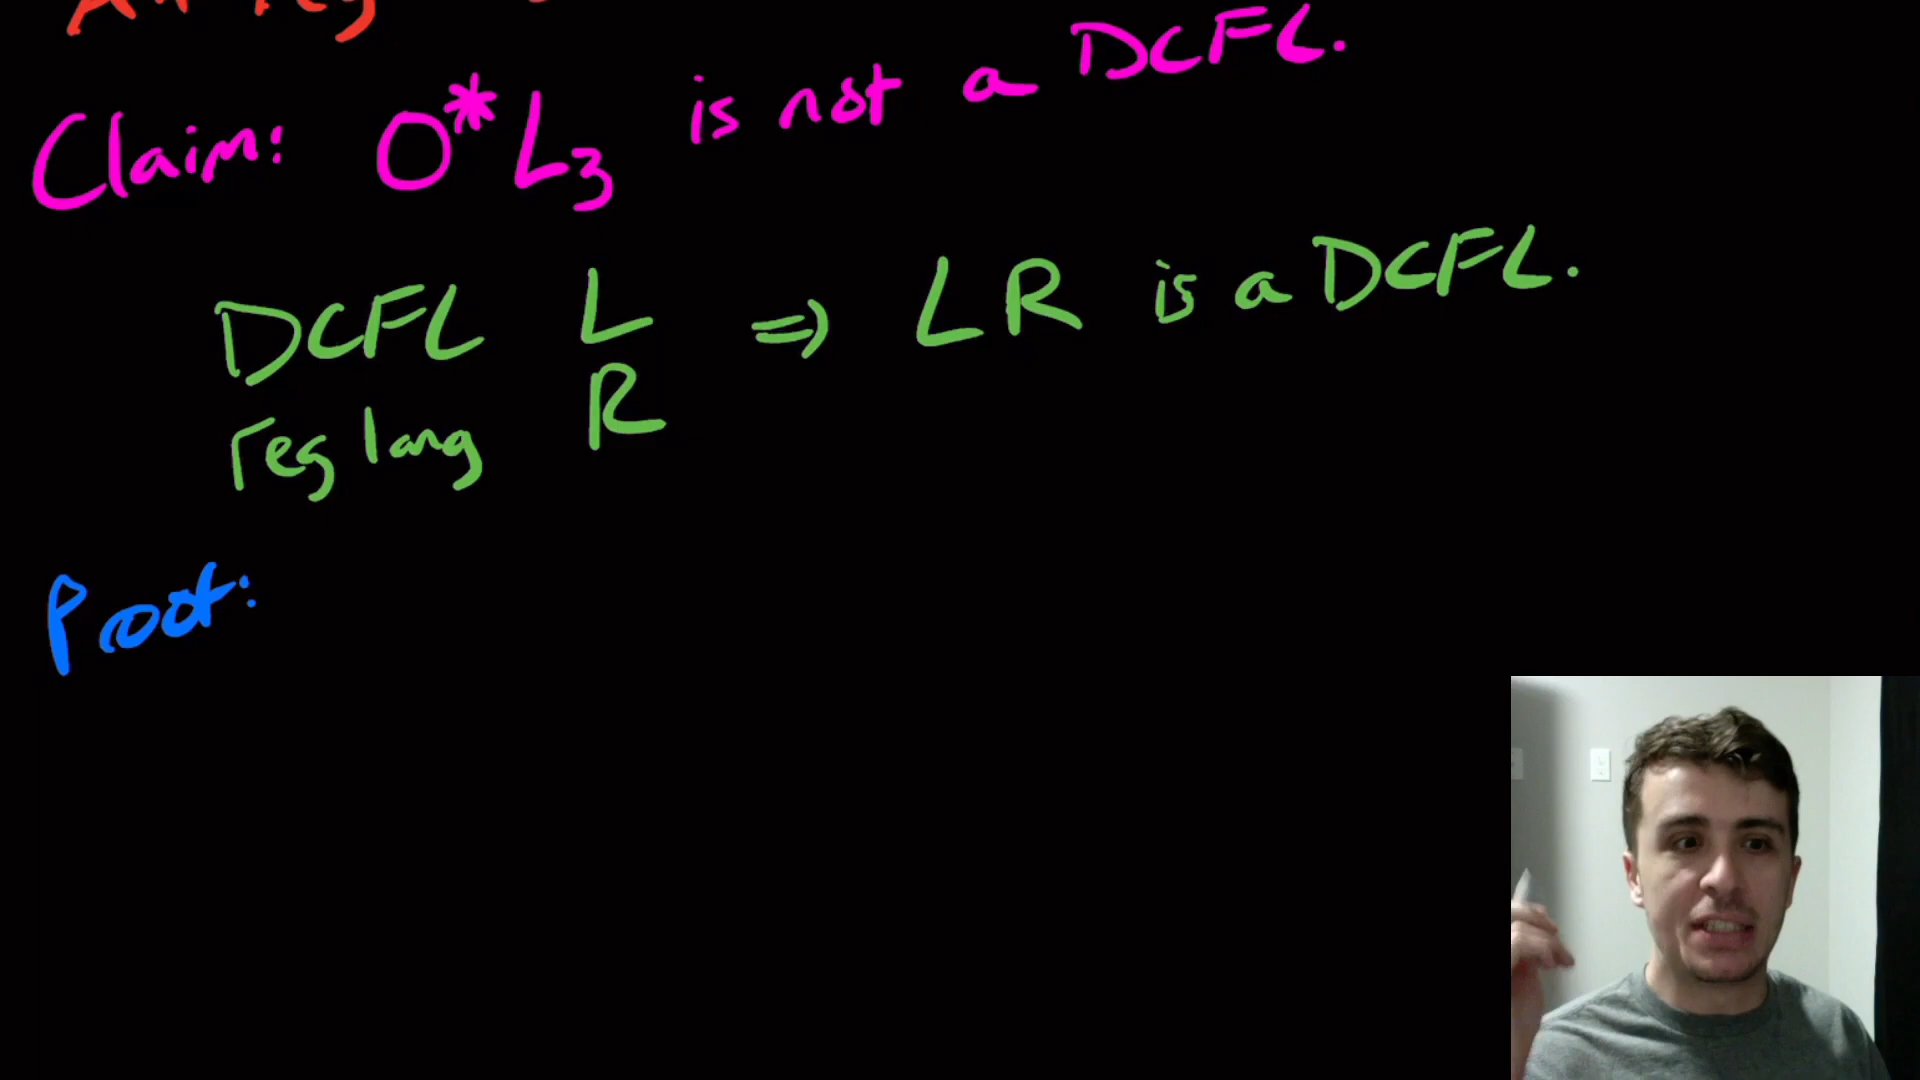 Claim: 0*L₃ is not a DCFL.
DCFL L ⇒ LR is a DCFL.
reg lang R
Proof: